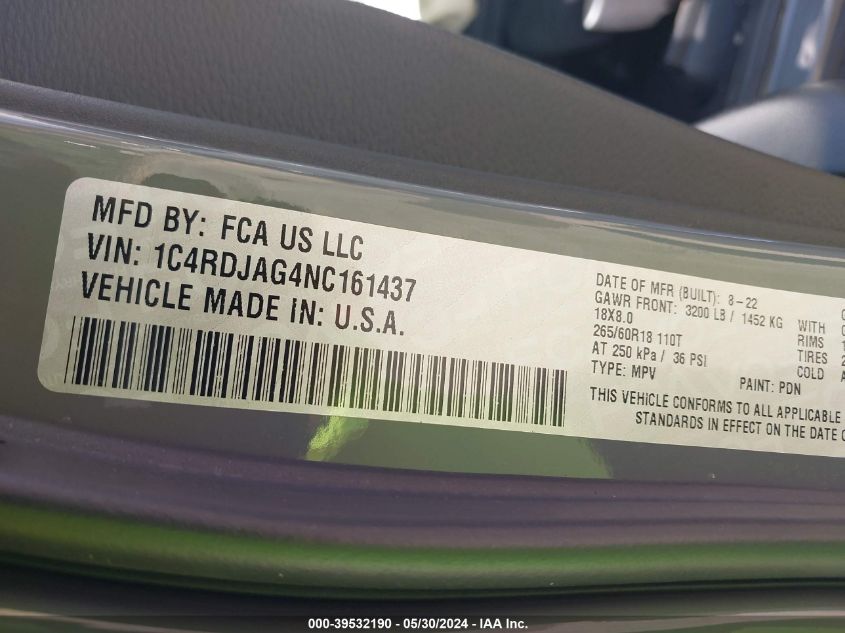 MFD BY: FCA US LLC
VIN: 1C4RDJAG4NC161437
VEHICLE MADE IN: U.S.A.
DATE OF MFR (BUILT): 8-22
GAWR FRONT: 3200 LB / 1452 KG WITH
18X8.0 RIMS
265/60R18 110T TIRES
AT 250 kPa / 36 PSI COLD
TYPE: MPV PAINT: PDN
THIS VEHICLE CONFORMS TO ALL APPLICABLE
STANDARDS IN EFFECT ON THE DATE
000-39532190 - 05/30/2024 - IAA Inc.